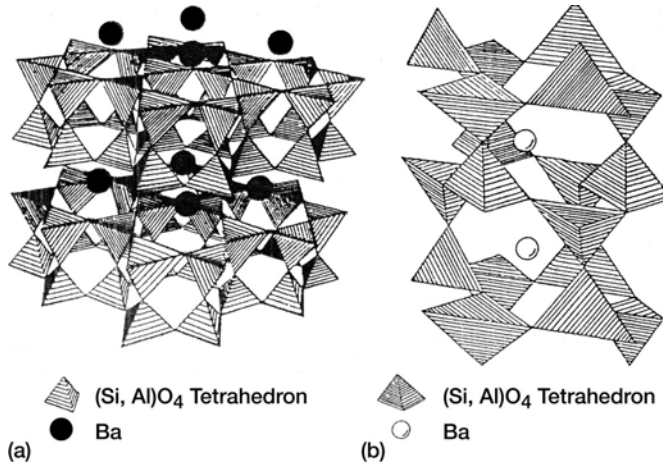 (Si, Al)O₄ Tetrahedron
Ba
(a)
(Si, Al)O₄ Tetrahedron
Ba
(b)